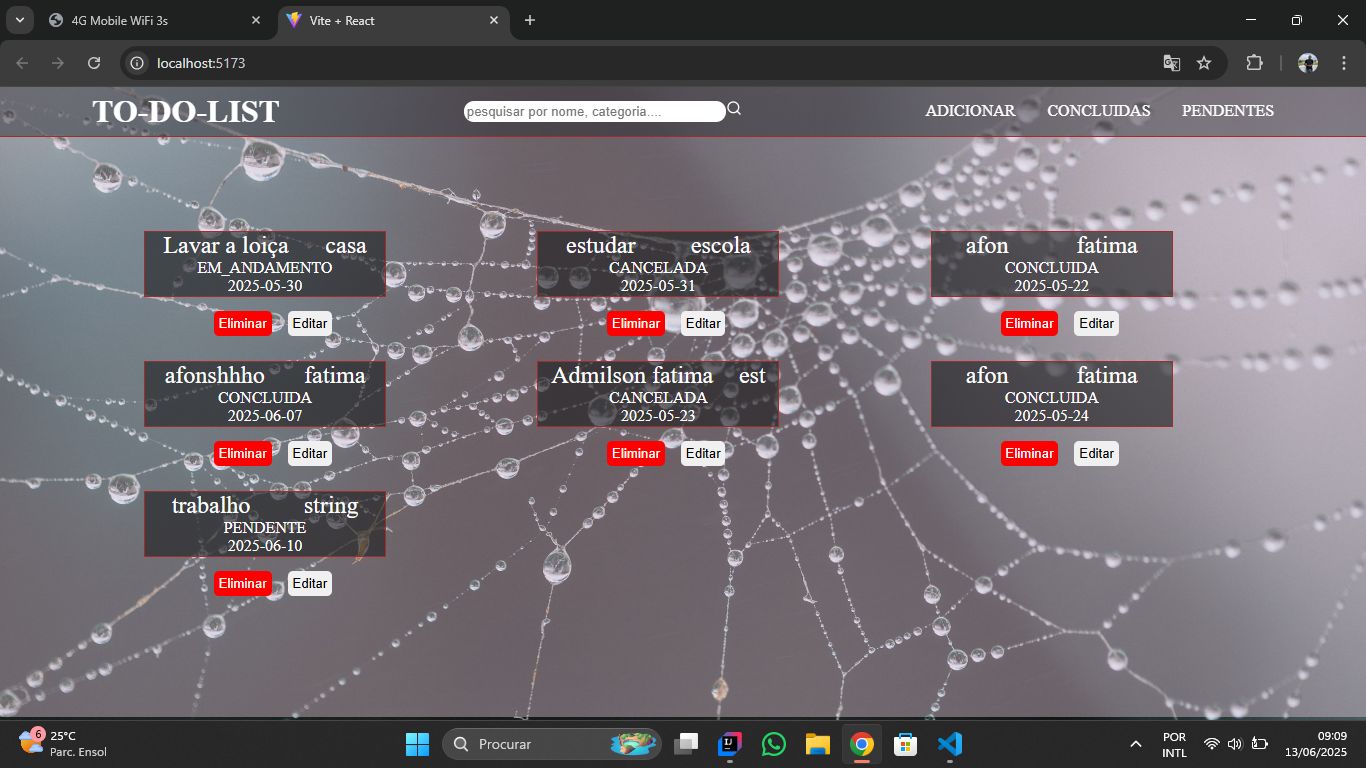 4G Mobile WiFi 3s
Vite + React
localhost:5173
TO-DO-LIST
pesquisar por nome, categoria....
ADICIONAR CONCLUIDAS PENDENTES
Lavar a loiça casa
EM_ANDAMENTO
2025-05-30
Eliminar Editar
estudar escola
CANCELADA
2025-05-31
Eliminar Editar
afon fatima
CONCLUIDA
2025-05-22
Eliminar Editar
afonshhho fatima
CONCLUIDA
2025-06-07
Eliminar Editar
Admilson fatima est
CANCELADA
2025-05-23
Eliminar Editar
afon fatima
CONCLUIDA
2025-05-24
Eliminar Editar
trabalho string
PENDENTE
2025-06-10
Eliminar Editar
6
25°C
Parc. Ensol
Procurar
IJ
POR
INTL
09:09
13/06/2025